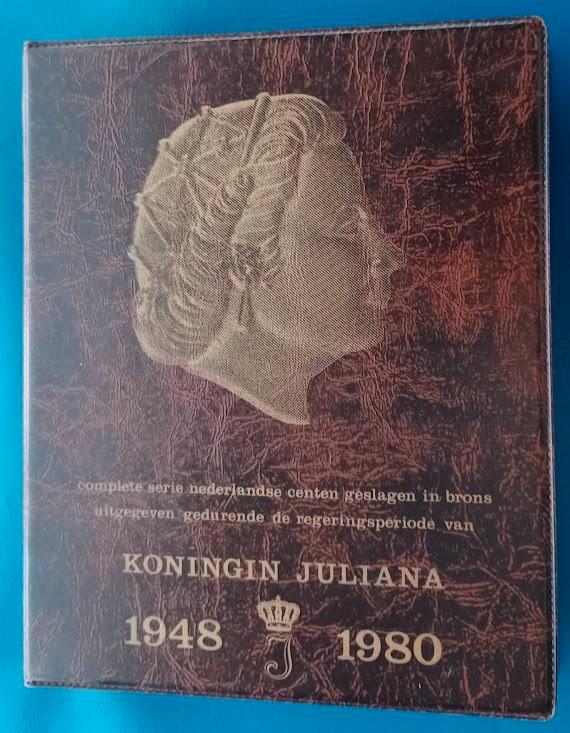 complete serie nederlandse centen geslagen in brons
uitgegeven gedurende de regeringsperiode van
KONINGIN JULIANA
1948 J 1980